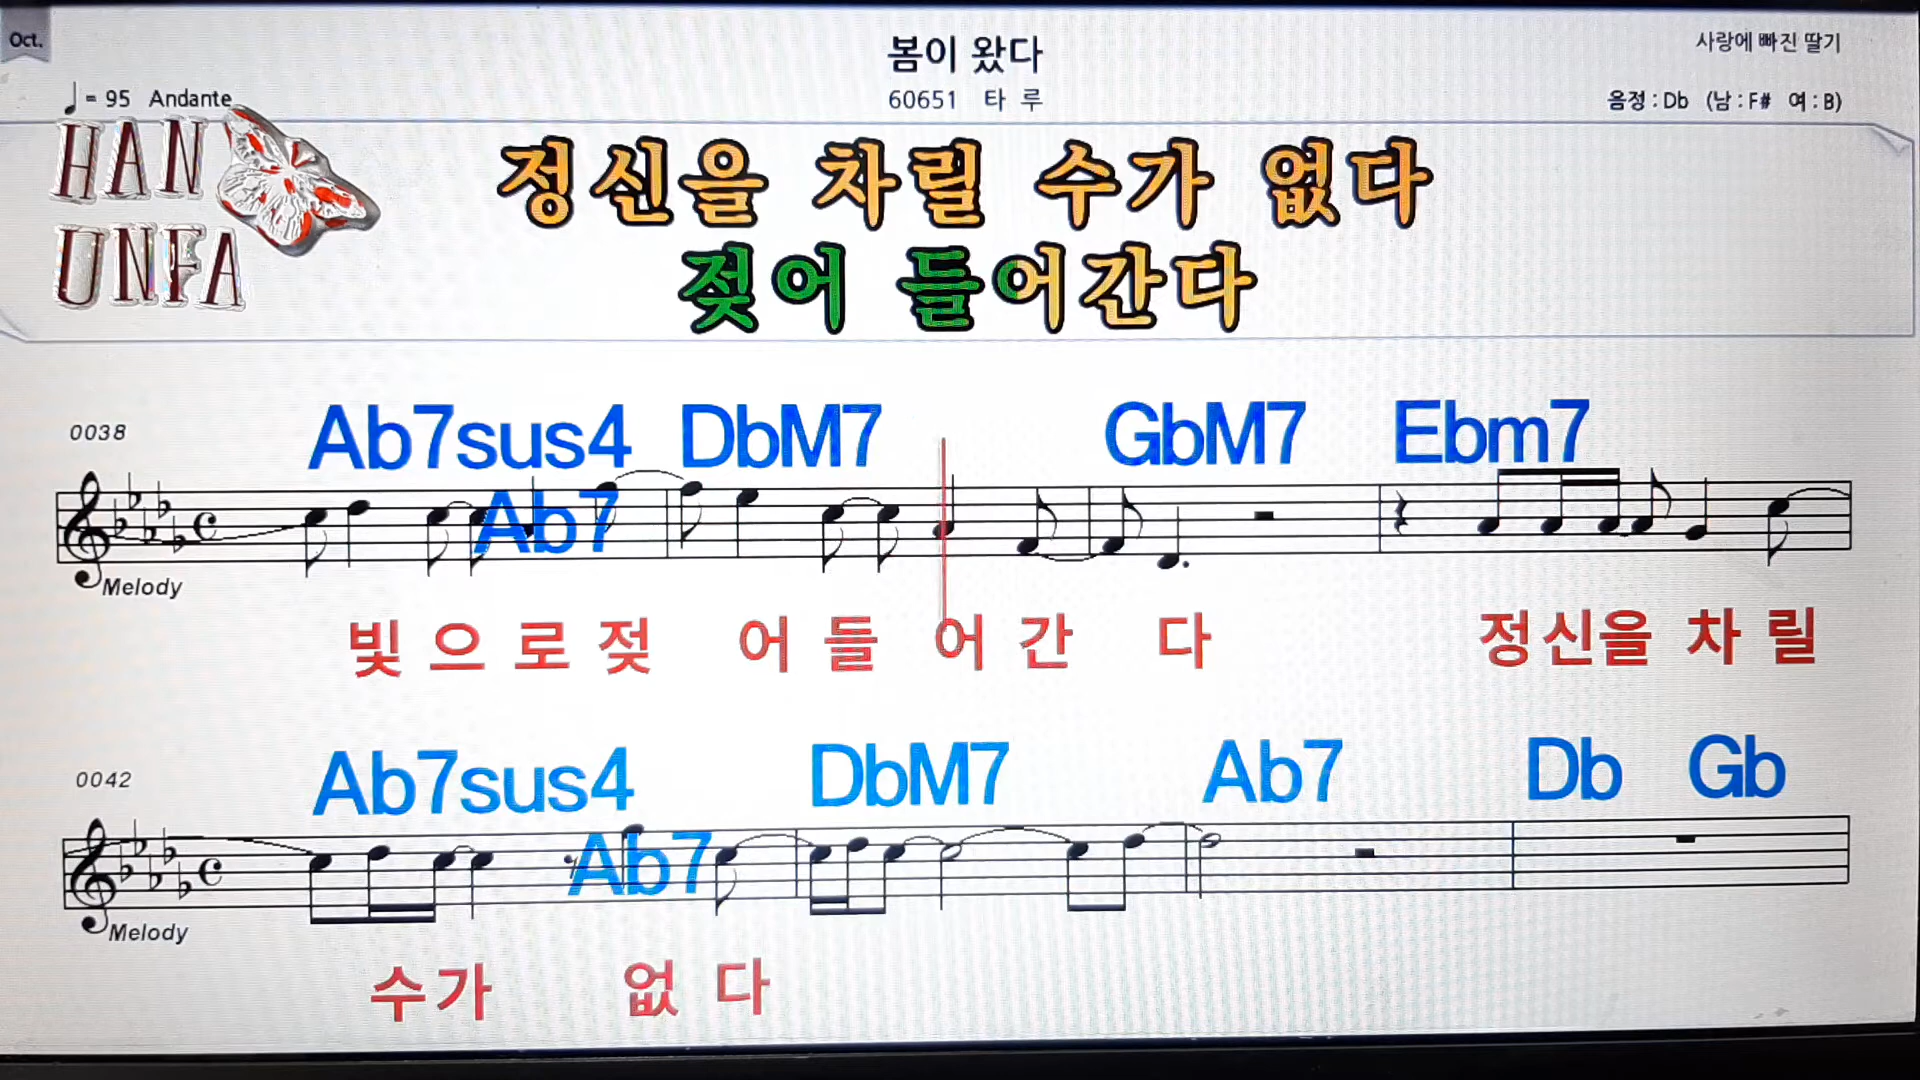 Oct.
봄이 왔다
사랑에 빠진 딸기
♩= 95 Andante
60651 타 루
음정 : Db (남 : F# 여 : B)
HAN
UNFA
정신을 차릴 수가 없다
젖어 들어간다
0038
Ab7sus4 DbM7 GbM7 Ebm7
Ab7
Melody
빛 으 로 젖 어 들 어 간 다 정 신 을 차 릴
0042
Ab7sus4 DbM7 Ab7 Db Gb
Ab7
Melody
수 가 없 다